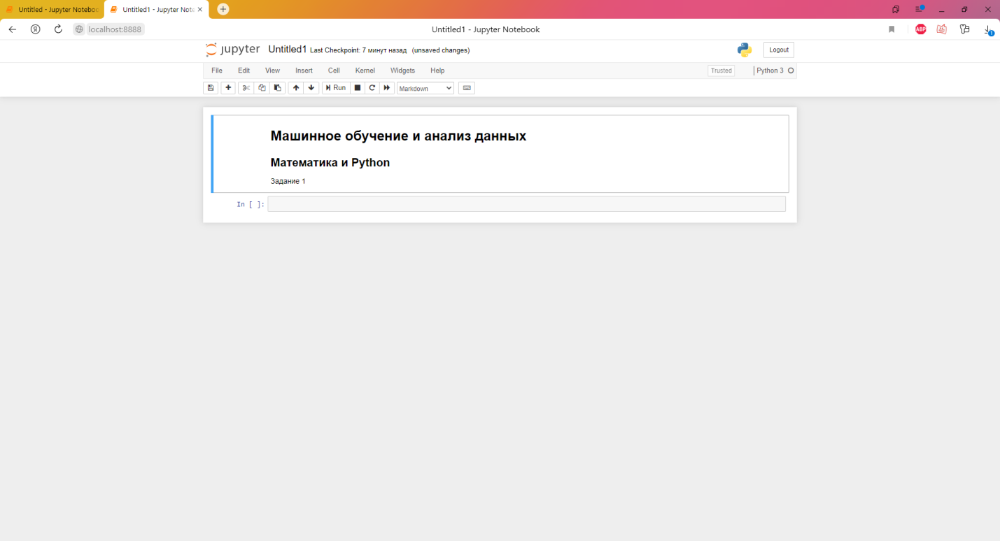 Untitled - Jupyter Noteboo
Untitled1 - Jupyter Note
Я
localhost:8888
Untitled1 - Jupyter Notebook
ABP
1
jupyter Untitled1 Last Checkpoint: 7 минут назад (unsaved changes)
Logout
File Edit View Insert Cell Kernel Widgets Help
Trusted
Python 3
Run
Markdown
Машинное обучение и анализ данных
Математика и Python
Задание 1
In [ ]: